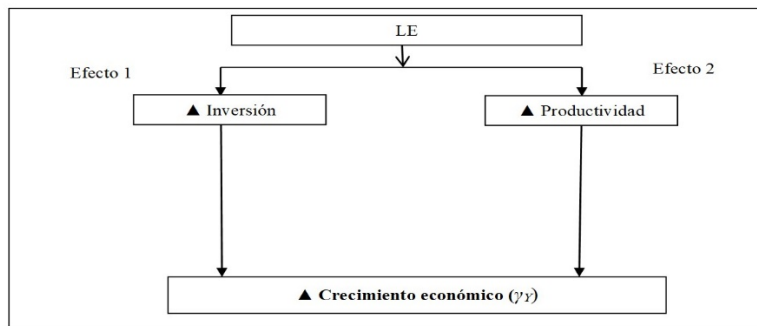 LE
Efecto 1
Efecto 2
▲ Inversión
▲ Productividad
▲ Crecimiento económico (γY)